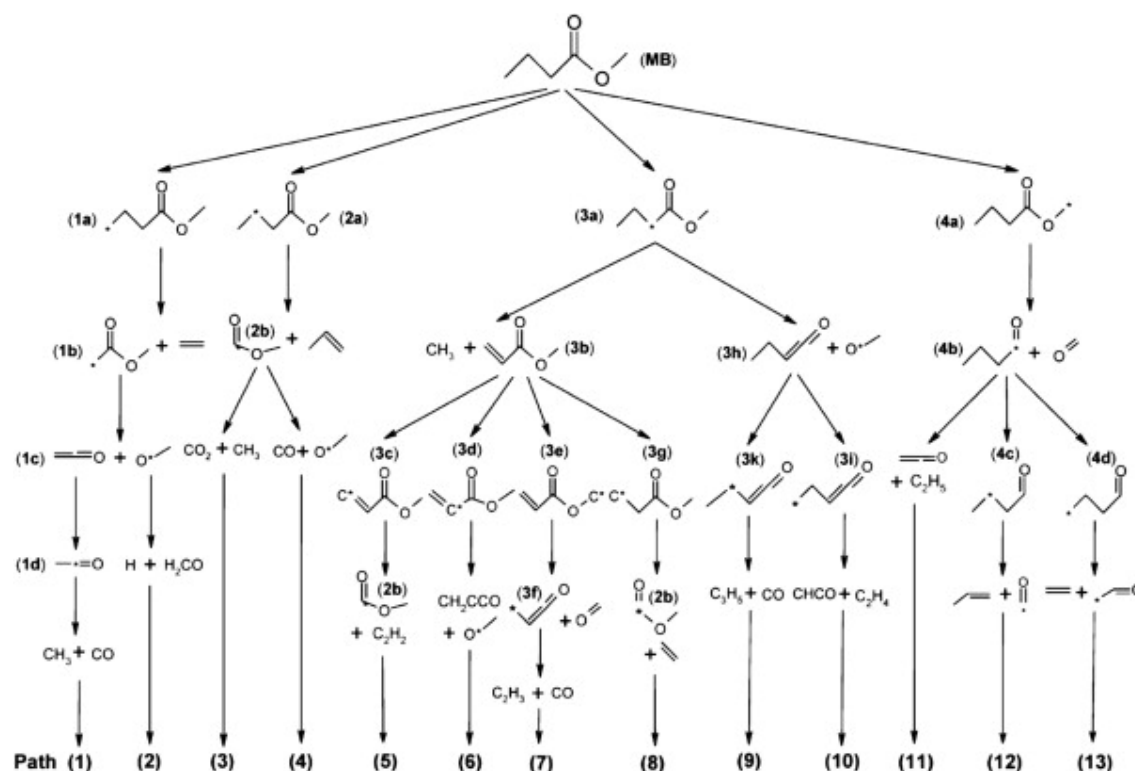 O
(MB)
O
O O O O
(1a) * O (2a) * O (3a) * O (4a) O *
O O O O
(1b) * O + (2b) O + CH₃ + (3b) O (3h) + O* (4b) * + O
(1c) O + O* CO₂ + CH₃ CO + O* (3c) (3d) (3e) (3g) (3k) (3i) O + C₂H₅ (4c) (4d)
O O O O O O O O
C* O C* O O C* C* O * *
(1d) *=O H + H₂CO
O (2b) * O + C₂H₂
CH₂CCO + O*
(3f) * O + O
O * (2b) O +
C₃H₅ + CO CHCO + C₂H₄ + O * + * O
CH₃ + CO
C₂H₃ + CO
Path (1) (2) (3) (4) (5) (6) (7) (8) (9) (10) (11) (12) (13)